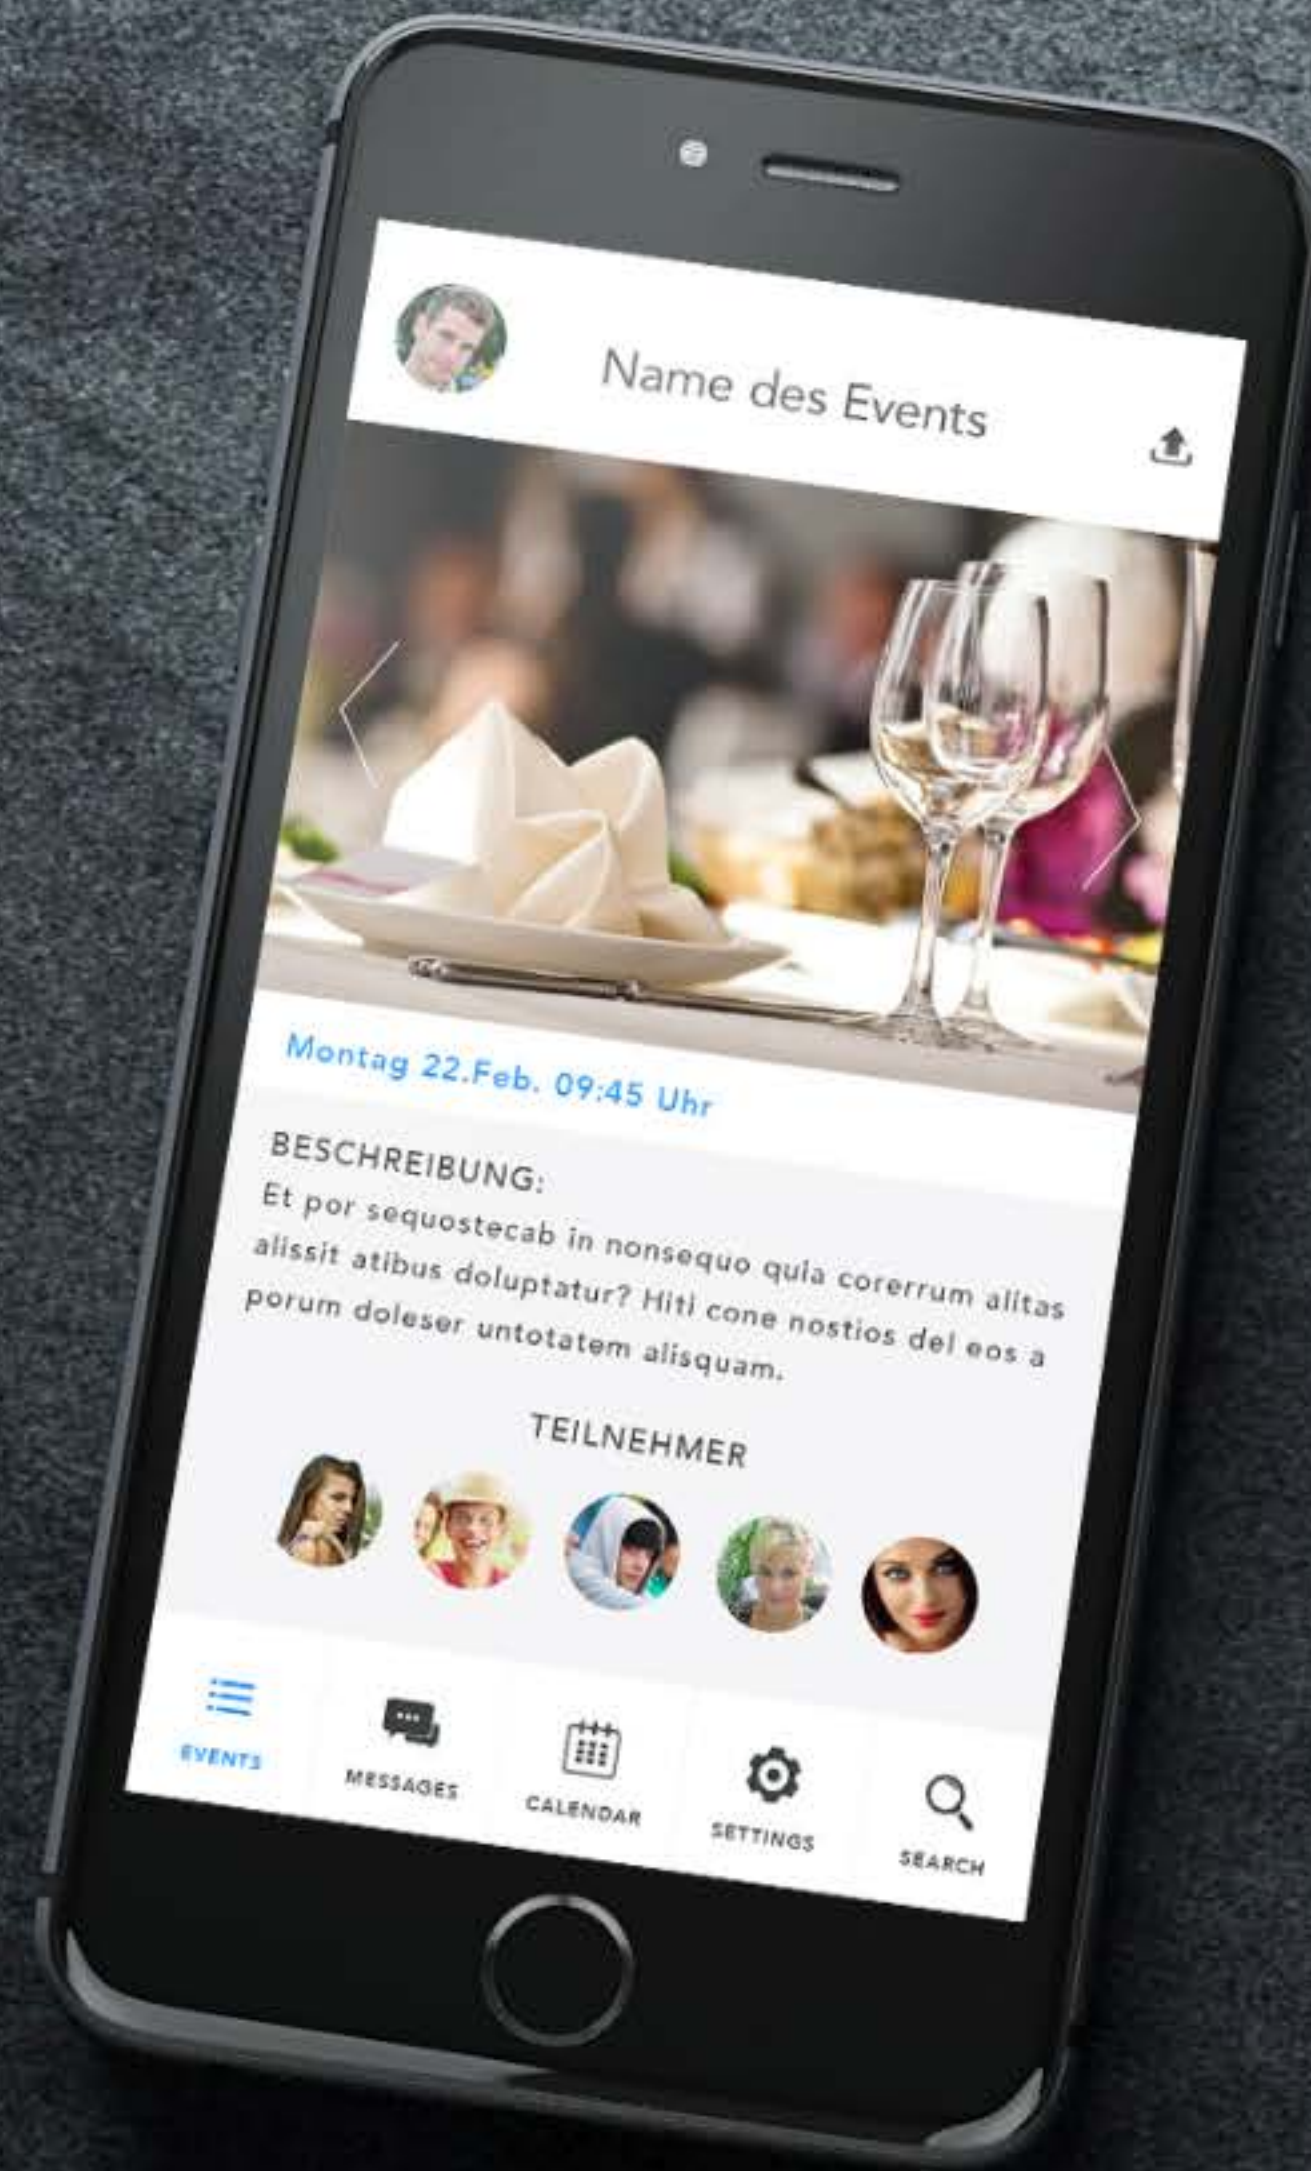 Name des Events
Montag 22.Feb. 09:45 Uhr
BESCHREIBUNG:
Et por sequostecab in nonsequo quia corerrum alitas
alissit atibus doluptatur? Hiti cone nostios del eos a
porum doleser untotatem alisquam.
TEILNEHMER
EVENTS
MESSAGES
CALENDAR
SETTINGS
SEARCH